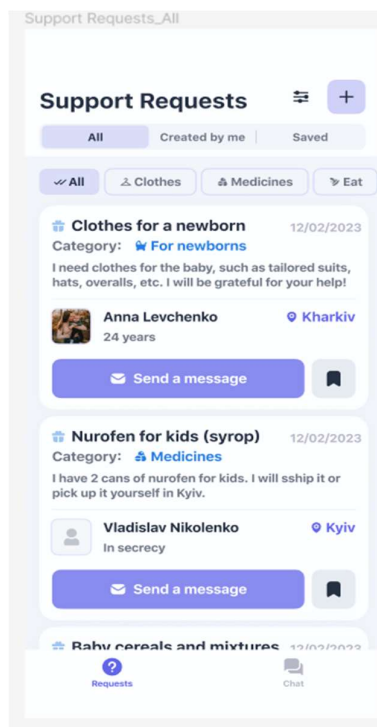 Support Requests_All
Support Requests
All Created by me Saved
All Clothes Medicines Eat
Clothes for a newborn 12/02/2023
Category: For newborns
I need clothes for the baby, such as tailored suits,
hats, overalls, etc. I will be grateful for your help!
Anna Levchenko Kharkiv
24 years
Send a message
Nurofen for kids (syrop) 12/02/2023
Category: Medicines
I have 2 cans of nurofen for kids. I will sship it or
pick up it yourself in Kyiv.
Vladislav Nikolenko Kyiv
In secrecy
Send a message
Baby cereals and mixtures 12/02/2023
Requests Chat